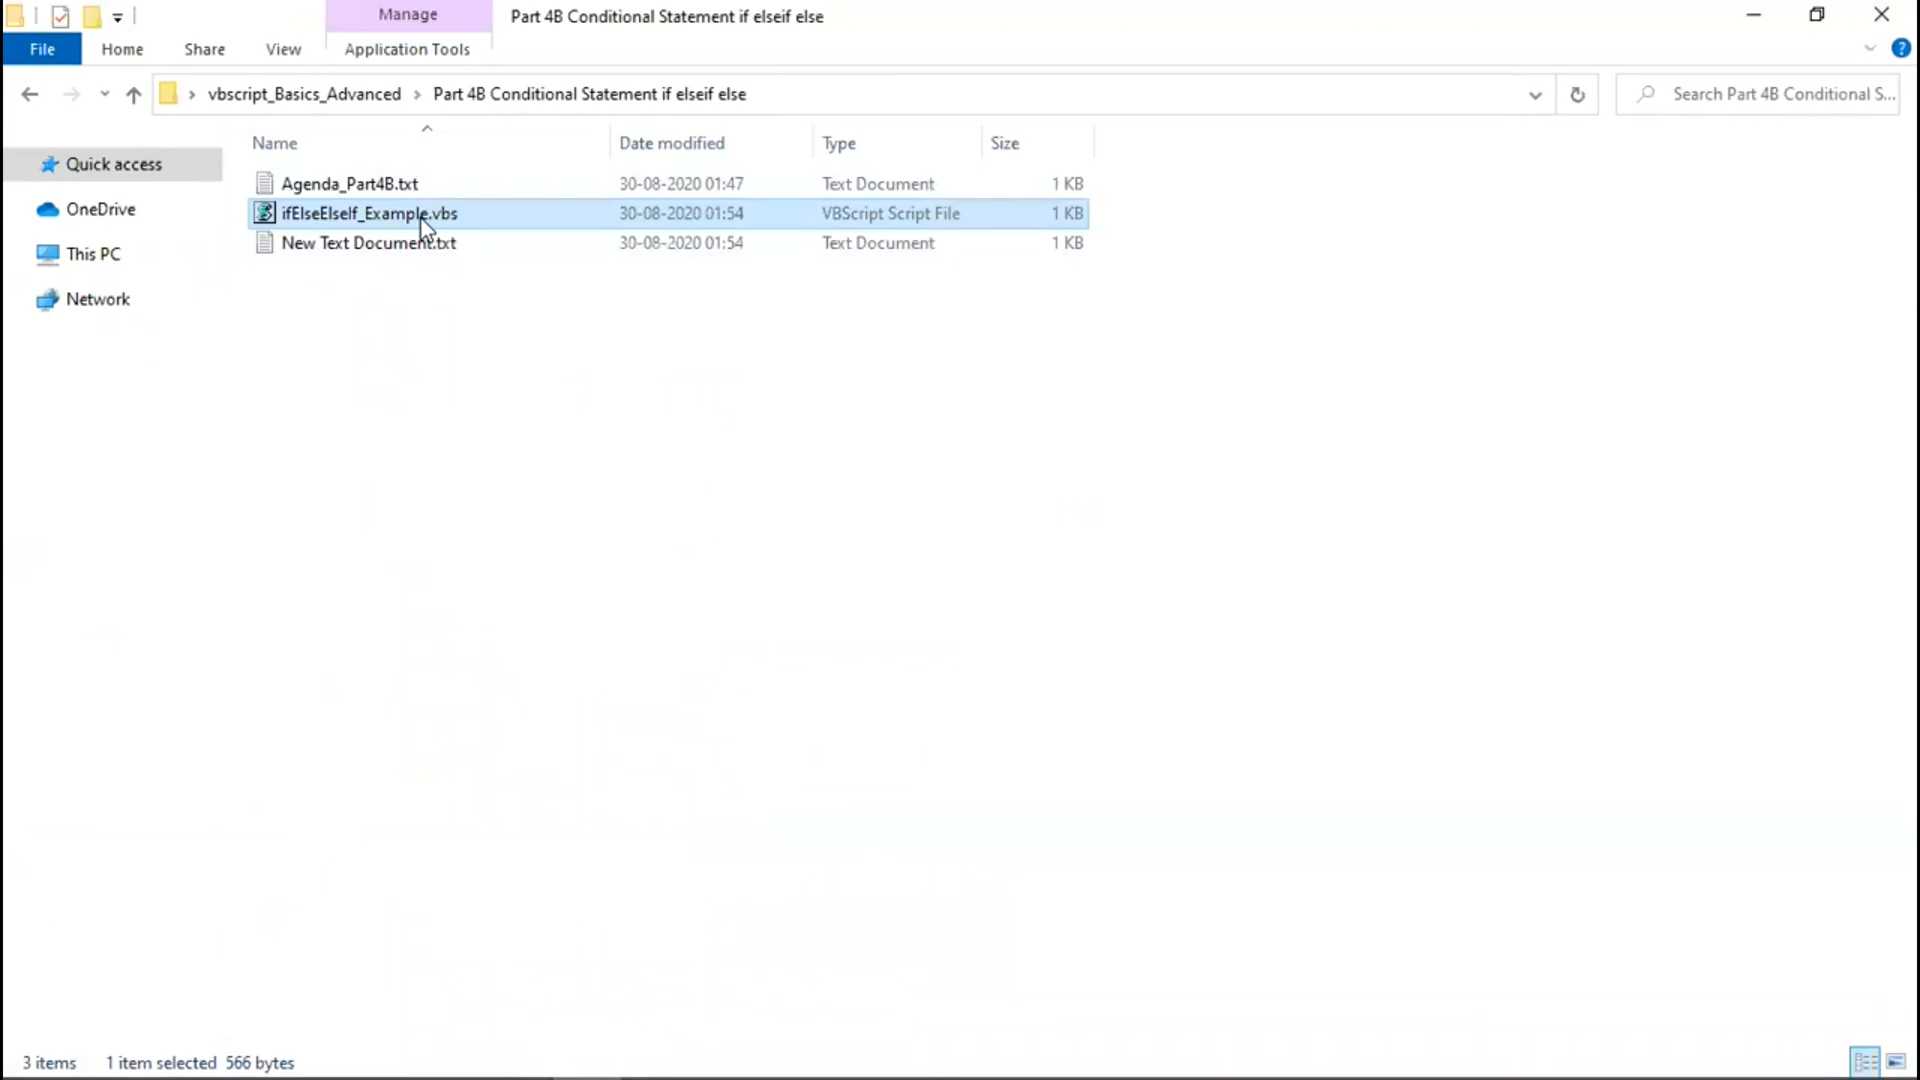 Manage
Part 4B Conditional Statement if elseif else
File
Home
Share
View
Application Tools
?
vbscript_Basics_Advanced > Part 4B Conditional Statement if elseif else
Search Part 4B Conditional S...
Name
Date modified
Type
Size
Quick access
OneDrive
This PC
Network
Agenda_Part4B.txt 30-08-2020 01:47 Text Document 1 KB
ifElseElseIf_Example.vbs 30-08-2020 01:54 VBScript Script File 1 KB
New Text Document.txt 30-08-2020 01:54 Text Document 1 KB
3 items 1 item selected 566 bytes